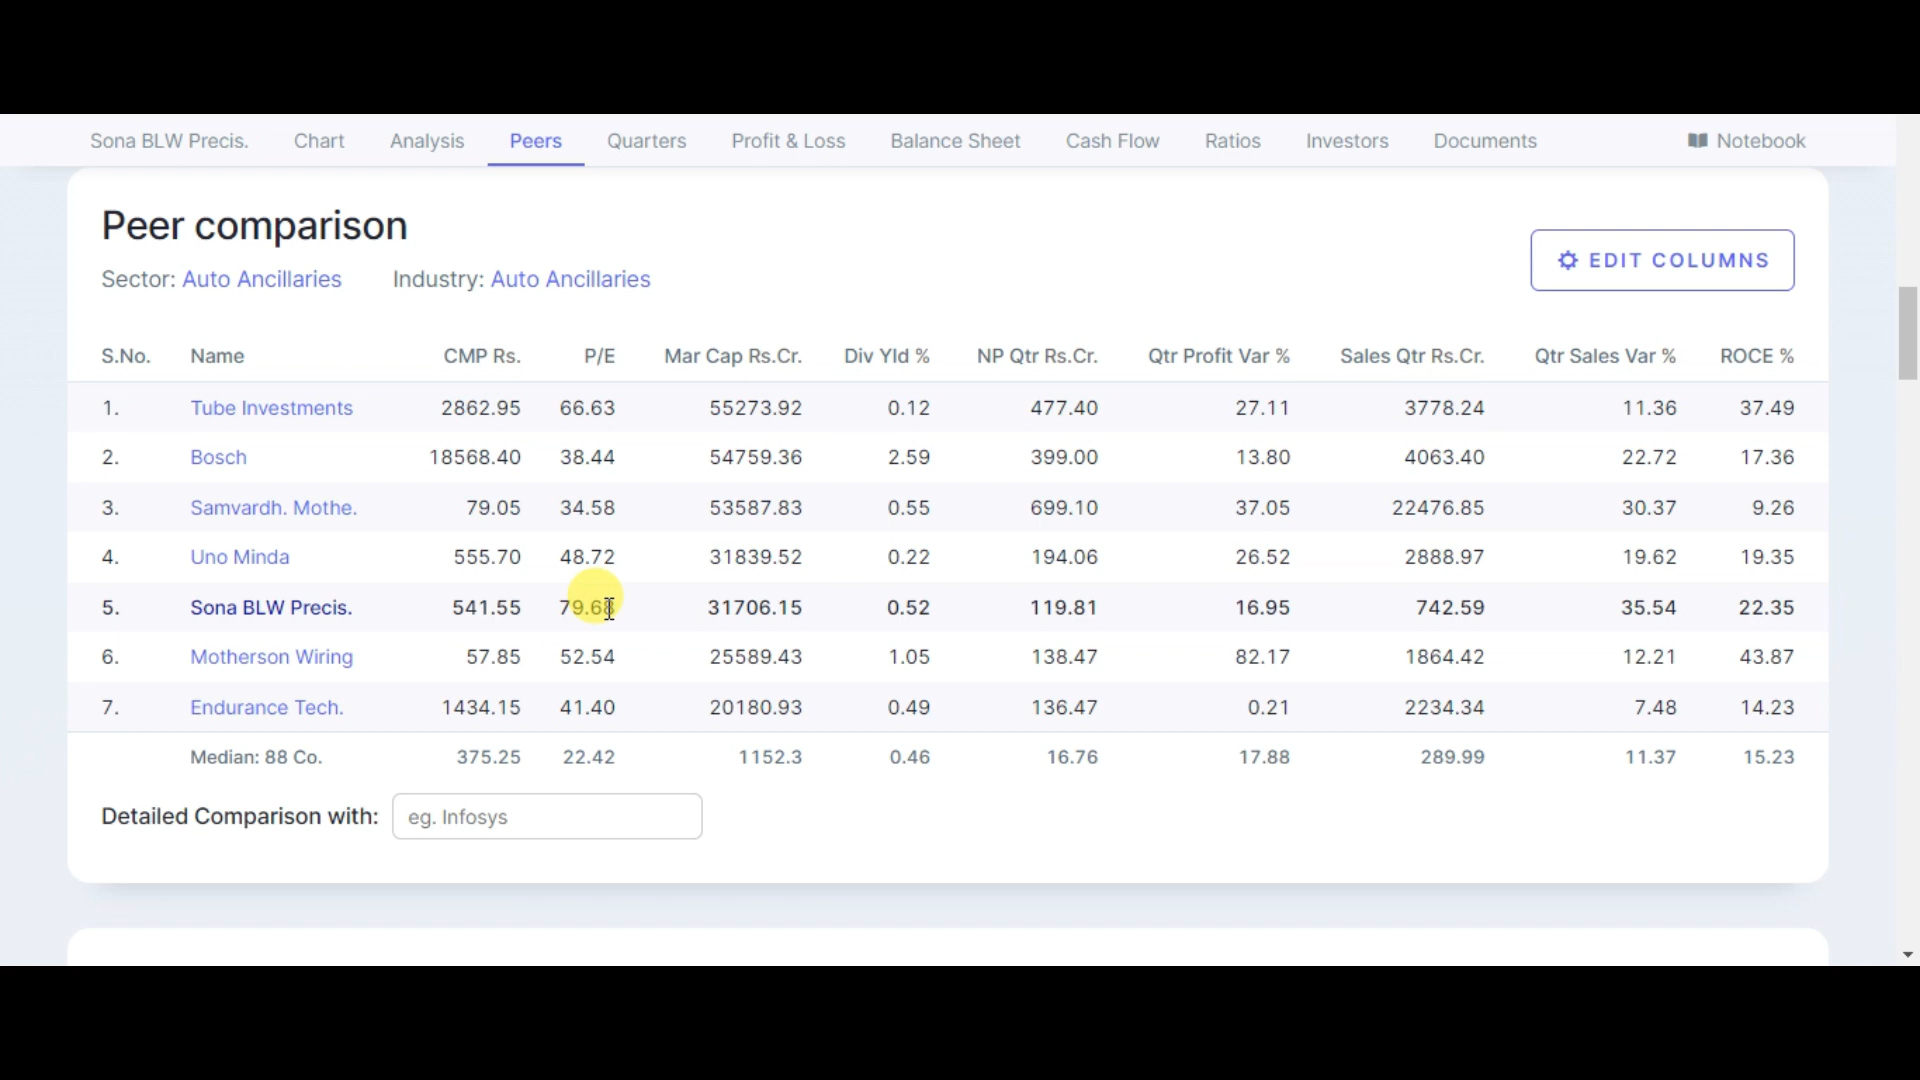 Sona BLW Precis. Chart Analysis Peers Quarters Profit & Loss Balance Sheet Cash Flow Ratios Investors Documents Notebook
Peer comparison
EDIT COLUMNS
Sector: Auto Ancillaries Industry: Auto Ancillaries
S.No. Name CMP Rs. P/E Mar Cap Rs.Cr. Div Yld % NP Qtr Rs.Cr. Qtr Profit Var % Sales Qtr Rs.Cr. Qtr Sales Var % ROCE %
1. Tube Investments 2862.95 66.63 55273.92 0.12 477.40 27.11 3778.24 11.36 37.49
2. Bosch 18568.40 38.44 54759.36 2.59 399.00 13.80 4063.40 22.72 17.36
3. Samvardh. Mothe. 79.05 34.58 53587.83 0.55 699.10 37.05 22476.85 30.37 9.26
4. Uno Minda 555.70 48.72 31839.52 0.22 194.06 26.52 2888.97 19.62 19.35
5. Sona BLW Precis. 541.55 79.68 31706.15 0.52 119.81 16.95 742.59 35.54 22.35
6. Motherson Wiring 57.85 52.54 25589.43 1.05 138.47 82.17 1864.42 12.21 43.87
7. Endurance Tech. 1434.15 41.40 20180.93 0.49 136.47 0.21 2234.34 7.48 14.23
Median: 88 Co. 375.25 22.42 1152.3 0.46 16.76 17.88 289.99 11.37 15.23
Detailed Comparison with: eg. Infosys